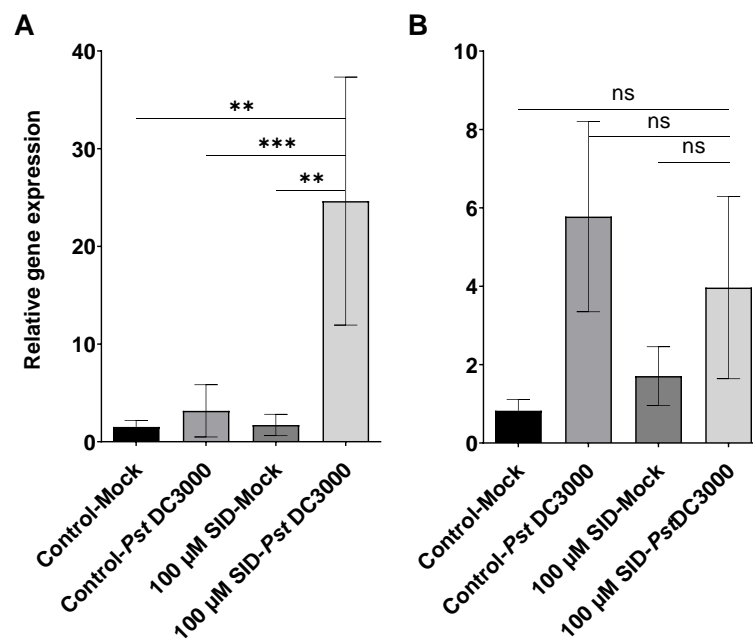 A
Relative gene expression
40
30
20
10
0
**
***
**
Control-Mock
Control-Pst DC3000
100 µM SID-Mock
100 µM SID-Pst DC3000
B
10
8
6
4
2
0
ns
ns
ns
Control-Mock
Control-Pst DC3000
100 µM SID-Mock
100 µM SID-PstDC3000